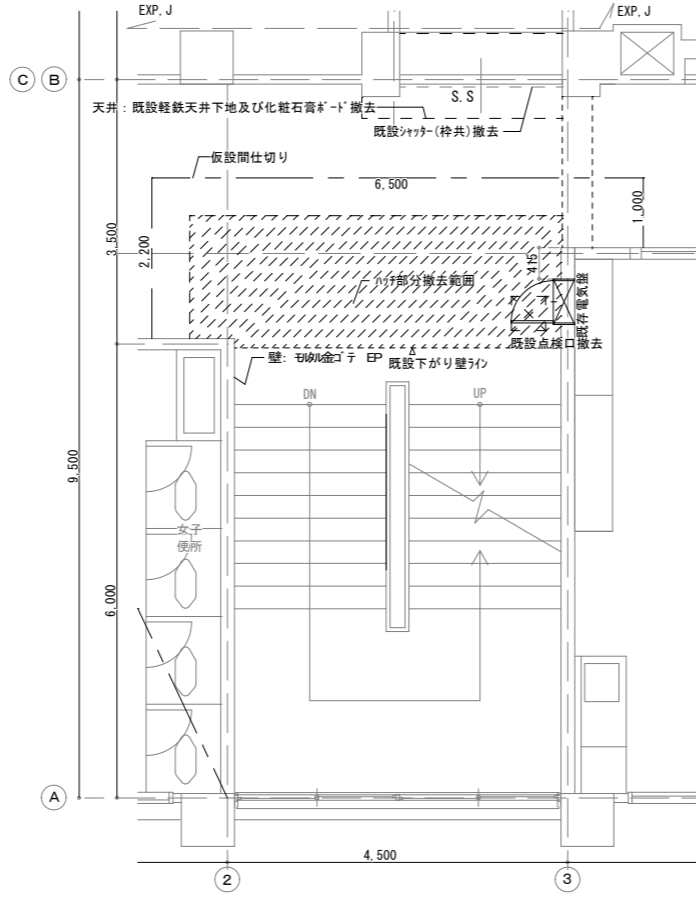 EXP,J
EXP,J
C
B
S.S
天井：既設軽鉄天井下地及び化粧石膏ﾎﾞｰﾄﾞ撤去
既設ｼｬｯﾀｰ(枠共)撤去
仮設間仕切り
6,500
1,000
3,500
2,200
415
ﾊｯﾁ部分撤去範囲
既存電気盤
既設点検口撤去
壁: ﾓﾙﾀﾙ金ｺﾞﾃ EP
既設下がり壁ﾗｲﾝ
DN
UP
9,500
女子
便所
6,000
A
4,500
2
3